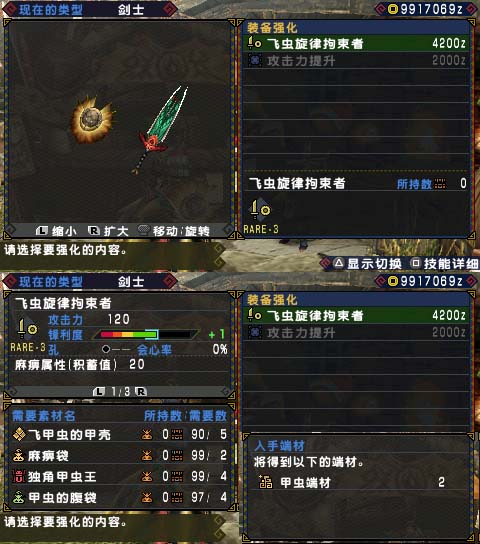 现在的类型 剑士
9917069z
装备强化
飞虫旋律拘束者 4200z
攻击力提升 2000z
飞虫旋律拘束者 所持数 0
RARE-3
L 缩小 R 扩大 移动/旋转
请选择要强化的内容。
△显示切换 □技能详细
现在的类型 剑士
9917069z
飞虫旋律拘束者
攻击力 120
锋利度 +1
RARE-3
孔 ○-- 会心率 0%
麻痹属性(积蓄值) 20
L 1/3 R
装备强化
飞虫旋律拘束者 4200z
攻击力提升 2000z
需要素材名 所持数/需要数
飞甲虫的甲壳 0 90/ 5
麻痹袋 0 99/ 2
独角甲虫王 0 99/ 4
甲虫的腹袋 0 97/ 4
入手端材
将得到以下的端材。
甲虫端材 2
请选择要强化的内容。